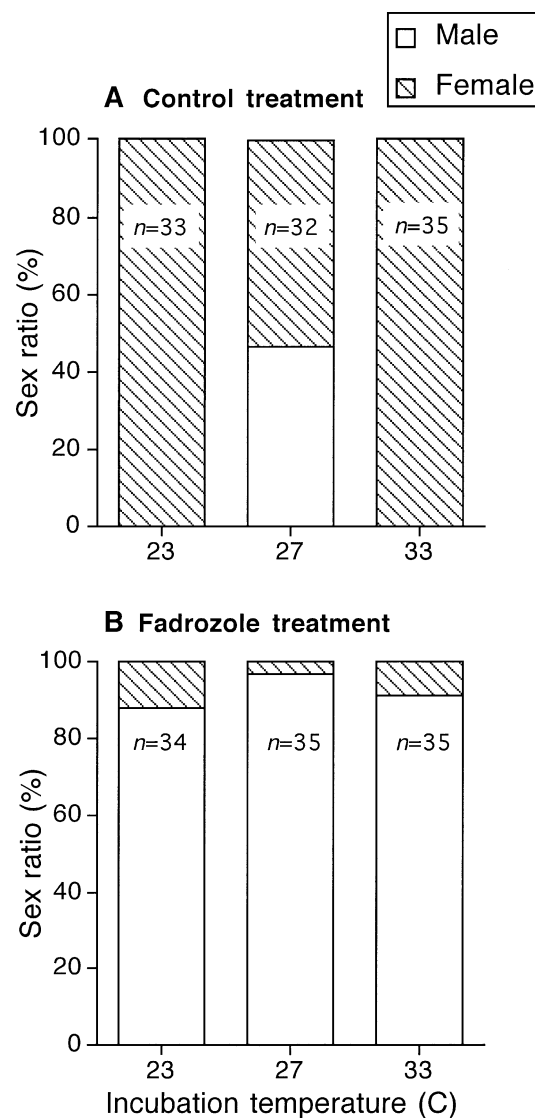 Male
Female
A Control treatment
100
80
60
40
20
0
Sex ratio (%)
n=33
n=32
n=35
23
27
33
B Fadrozole treatment
100
80
60
40
20
0
Sex ratio (%)
n=34
n=35
n=35
23
27
33
Incubation temperature (C)